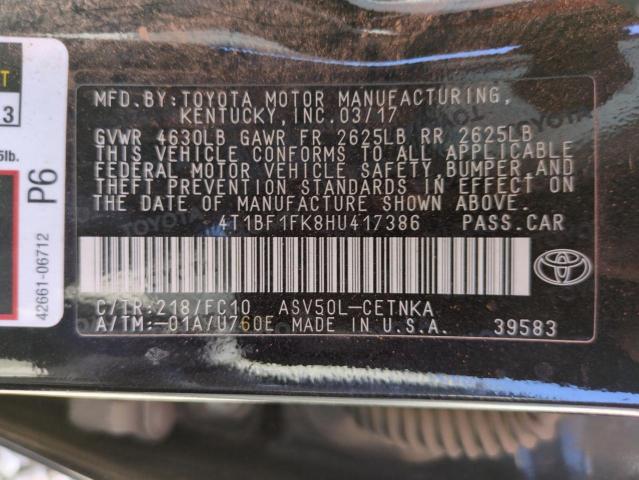 MFD.BY:TOYOTA MOTOR MANUFACTURING,
KENTUCKY,INC.03/17
GVWR 4630LB GAWR FR 2625LB RR 2625LB
THIS VEHICLE CONFORMS TO ALL APPLICABLE
FEDERAL MOTOR VEHICLE SAFETY,BUMPER,AND
THEFT PREVENTION STANDARDS IN EFFECT ON
THE DATE OF MANUFACTURE SHOWN ABOVE.
4T1BF1FK8HU417386 PASS.CAR
C/TR:218/FC10 ASV50L-CETNKA
A/TM:-01A/U760E MADE IN U.S.A. 39583
TOYOTA
3
lb.
P6
42661-06712